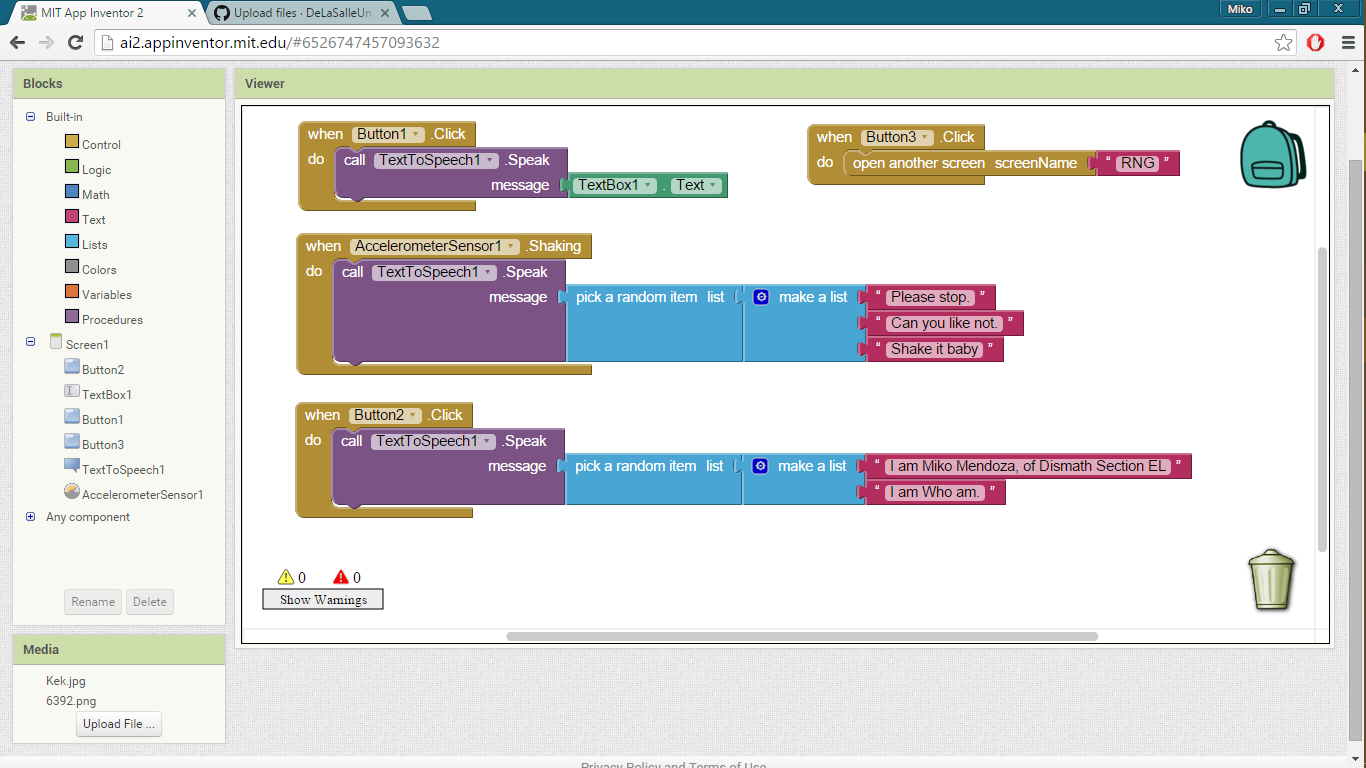 MIT App Inventor 2
Upload files · DeLaSalleUn
Miko
ai2.appinventor.mit.edu/#6526747457093632
Blocks
Built-in
Control
Logic
Math
Text
Lists
Colors
Variables
Procedures
Screen1
Button2
TextBox1
Button1
Button3
TextToSpeech1
AccelerometerSensor1
Any component
Rename Delete
Media
Kek.jpg
6392.png
Upload File ...
Viewer
when Button1 .Click
do call TextToSpeech1 .Speak
message TextBox1 . Text
when Button3 .Click
do open another screen screenName “ RNG ”
when AccelerometerSensor1 .Shaking
do call TextToSpeech1 .Speak
message pick a random item list make a list “ Please stop. ”
“ Can you like not. ”
“ Shake it baby ”
when Button2 .Click
do call TextToSpeech1 .Speak
message pick a random item list make a list “ I am Miko Mendoza, of Dismath Section EL ”
“ I am Who am. ”
0 0
Show Warnings
Privacy Policy and Terms of Use